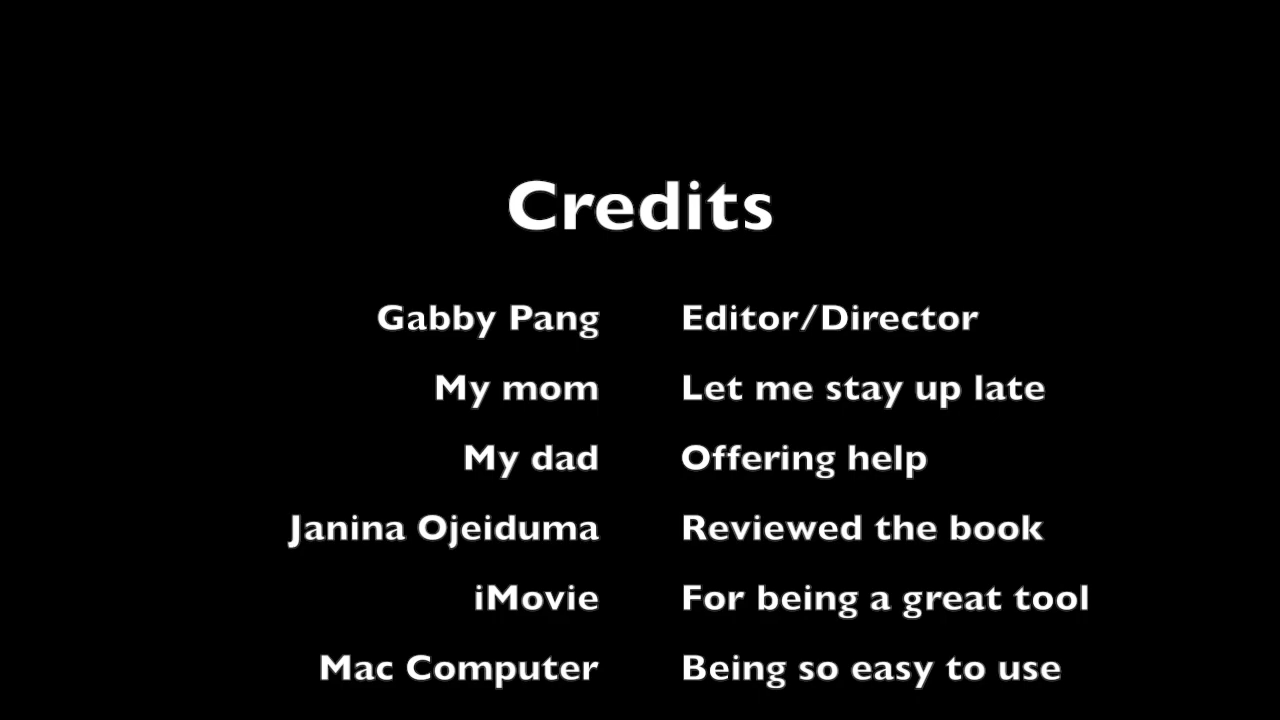 Credits
Gabby Pang Editor/Director
My mom Let me stay up late
My dad Offering help
Janina Ojeiduma Reviewed the book
iMovie For being a great tool
Mac Computer Being so easy to use